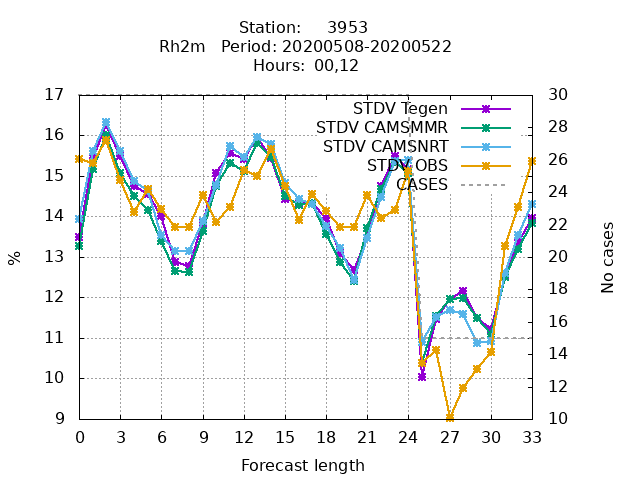 Station:     3953
Rh2m   Period: 20200508-20200522
Hours:  00,12
17
16
15
14
13
12
11
10
9
30
28
26
24
22
20
18
16
14
12
10
STDV Tegen
STDV CAMSMMR
STDV CAMSNRT
STDV OBS
CASES
%
No cases
0 3 6 9 12 15 18 21 24 27 30 33
Forecast length